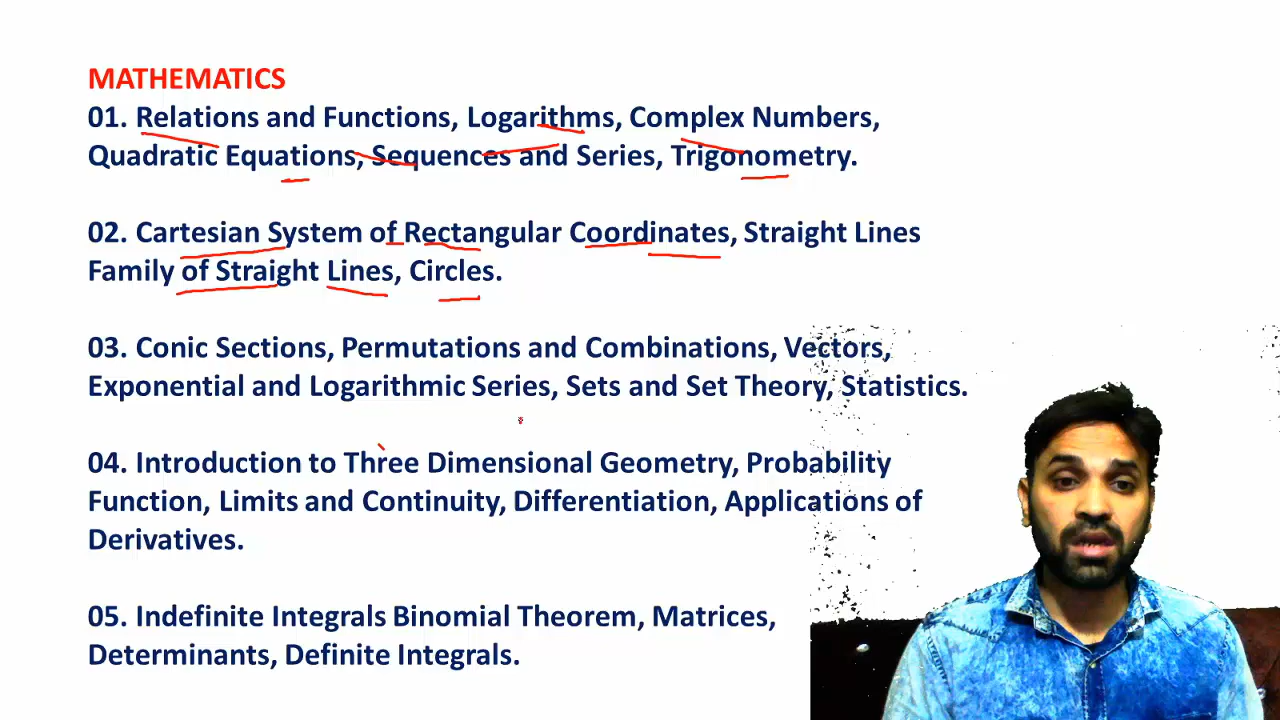 MATHEMATICS
01. Relations and Functions, Logarithms, Complex Numbers,
Quadratic Equations, Sequences and Series, Trigonometry.
02. Cartesian System of Rectangular Coordinates, Straight Lines
Family of Straight Lines, Circles.
03. Conic Sections, Permutations and Combinations, Vectors,
Exponential and Logarithmic Series, Sets and Set Theory, Statistics.
04. Introduction to Three Dimensional Geometry, Probability
Function, Limits and Continuity, Differentiation, Applications of
Derivatives.
05. Indefinite Integrals Binomial Theorem, Matrices,
Determinants, Definite Integrals.